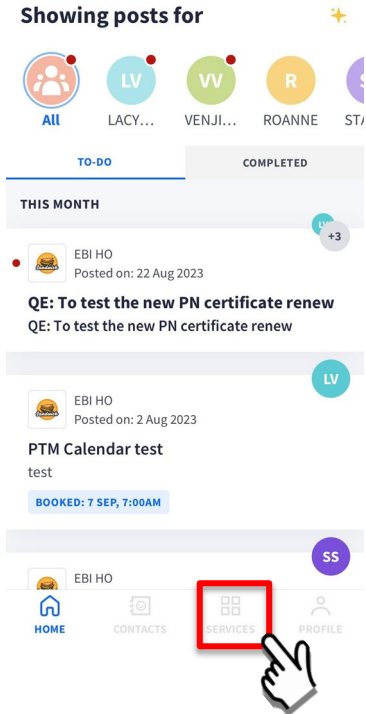 Showing posts for
LV
VV
R
All
LACY...
VENJI...
ROANNE
TO-DO
COMPLETED
THIS MONTH
LV
+3
EBI HO
Posted on: 22 Aug 2023
QE: To test the new PN certificate renew
QE: To test the new PN certificate renew
LV
EBI HO
Posted on: 2 Aug 2023
PTM Calendar test
test
BOOKED: 7 SEP, 7:00AM
SS
EBI HO
HOME
CONTACTS
SERVICES
PROFILE